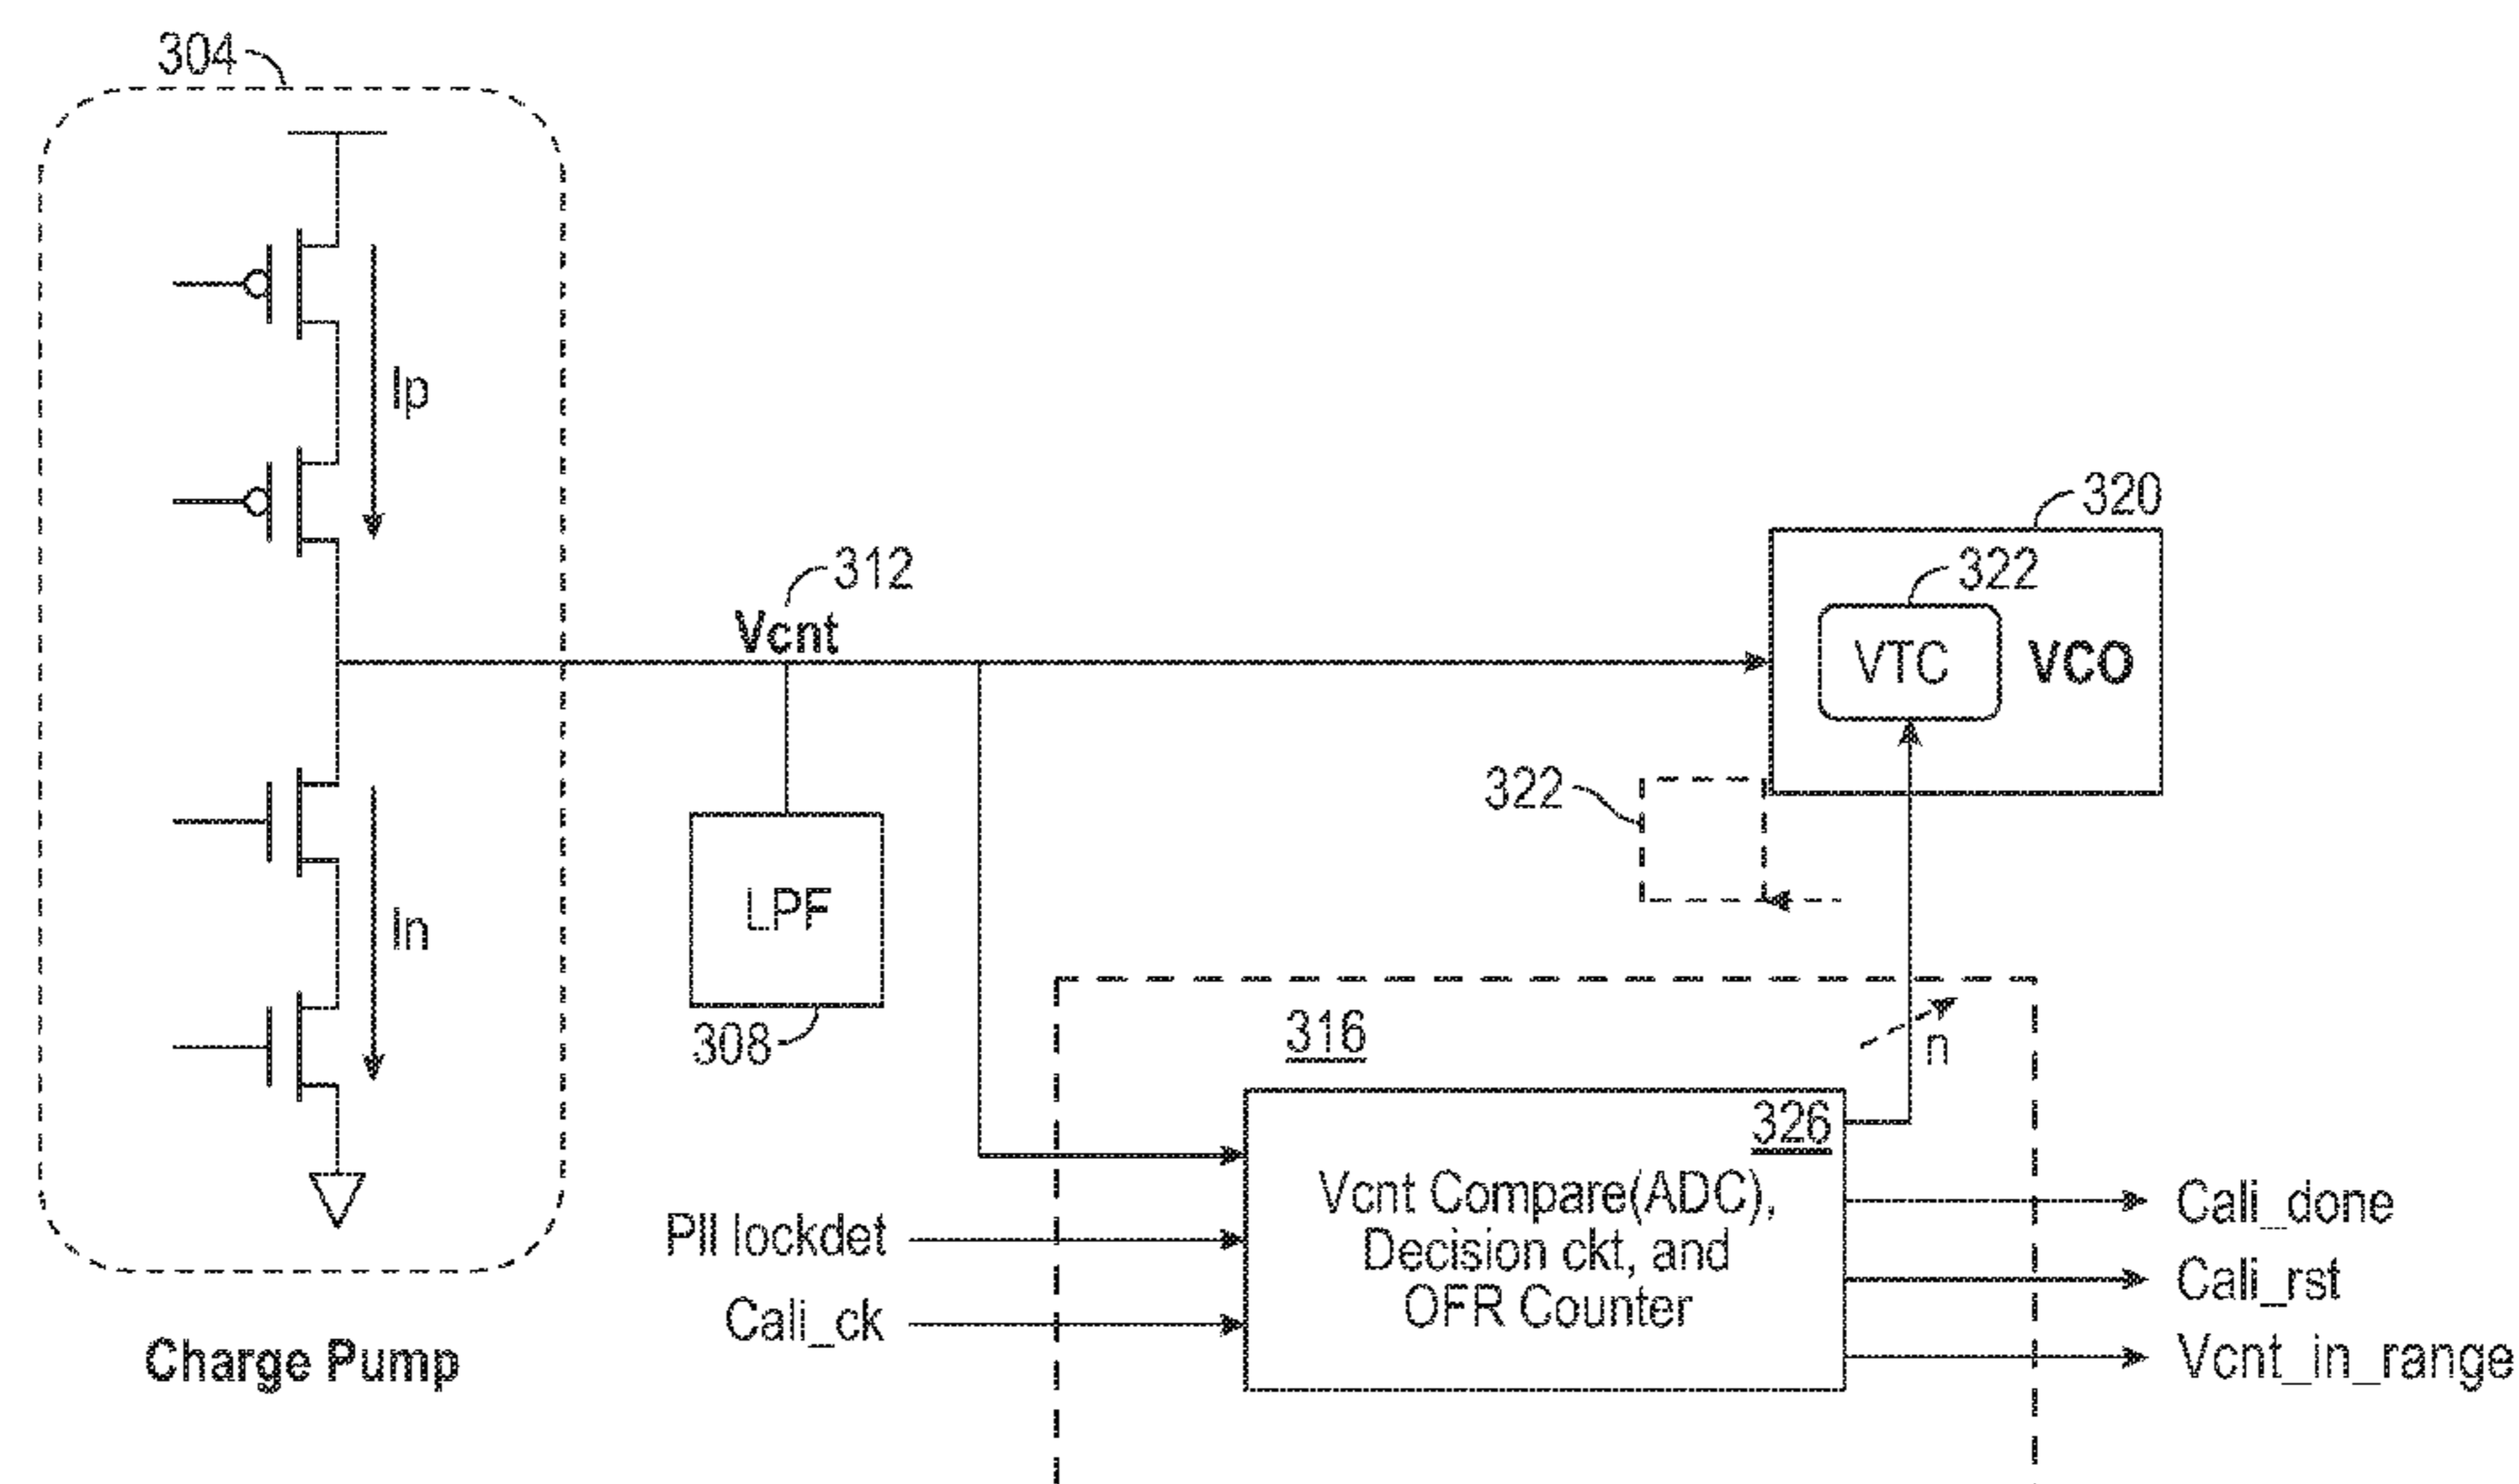 304
Ip
320
312
322
Vcnt
VTC
VCO
322
LPF
In
308
316
n
326
Vcnt Compare(ADC),
Decision ckt, and
OFR Counter
Pll lockdet
Cali_ck
Cali_done
Cali_rst
Vcnt_in_range
Charge Pump